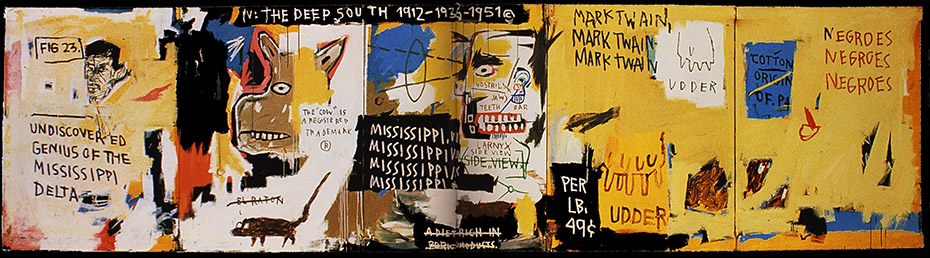 THE DEEP SOUTH 1912-1936-1951 ©
FIG 23.
UNDISCOVERED
GENIUS OF THE
MISSISSIPPI
DELTA
THE "COW" IS
A REGISTERED
TRADEMARK
®
EL RATON
MISSISSIPPI
MISSISSIPPI
MISSISSIPPI
MISSISSIPPI
NOSTRILS
JAW
TEETH EAR
LARNYX
SIDE VIEW
SIDE VIEW
A DIET RICH IN
PORK PRODUCTS.
MARK TWAIN,
MARK TWAIN
MARK TWAIN
UDDER
PER
LB.
49¢
UDDER
COTTON
ORIGIN
OF.
NEGROES
NEGROES
NEGROES